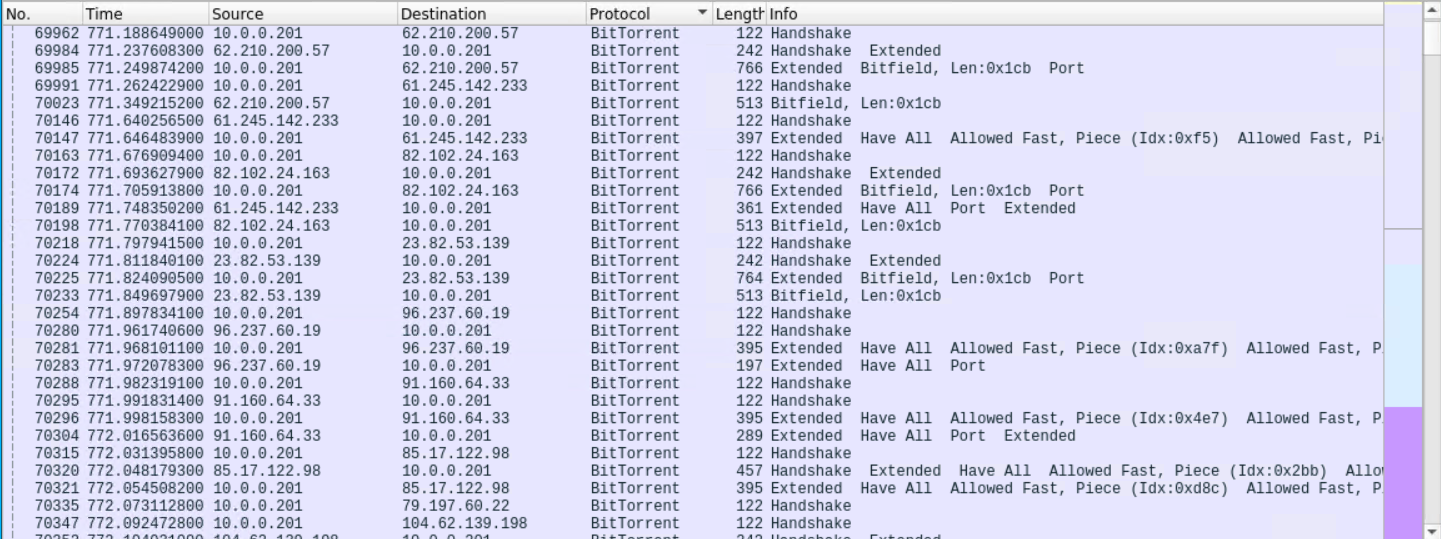 No. Time Source Destination Protocol Length Info
69962 771.188649000 10.0.0.201 62.210.200.57 BitTorrent 122 Handshake
69984 771.237608300 62.210.200.57 10.0.0.201 BitTorrent 242 Handshake Extended
69985 771.249874200 10.0.0.201 62.210.200.57 BitTorrent 766 Extended Bitfield, Len:0x1cb Port
69991 771.262422900 10.0.0.201 61.245.142.233 BitTorrent 122 Handshake
70023 771.349215200 62.210.200.57 10.0.0.201 BitTorrent 513 Bitfield, Len:0x1cb
70146 771.640256500 61.245.142.233 10.0.0.201 BitTorrent 122 Handshake
70147 771.646483900 10.0.0.201 61.245.142.233 BitTorrent 397 Extended Have All Allowed Fast, Piece (Idx:0xf5) Allowed Fast, Pi
70163 771.676909400 10.0.0.201 82.102.24.163 BitTorrent 122 Handshake
70172 771.693627900 82.102.24.163 10.0.0.201 BitTorrent 242 Handshake Extended
70174 771.705913800 10.0.0.201 82.102.24.163 BitTorrent 766 Extended Bitfield, Len:0x1cb Port
70189 771.748350200 61.245.142.233 10.0.0.201 BitTorrent 361 Extended Have All Port Extended
70198 771.770384100 82.102.24.163 10.0.0.201 BitTorrent 513 Bitfield, Len:0x1cb
70218 771.797941500 10.0.0.201 23.82.53.139 BitTorrent 122 Handshake
70224 771.811840100 23.82.53.139 10.0.0.201 BitTorrent 242 Handshake Extended
70225 771.824090500 10.0.0.201 23.82.53.139 BitTorrent 764 Extended Bitfield, Len:0x1cb Port
70233 771.849697900 23.82.53.139 10.0.0.201 BitTorrent 513 Bitfield, Len:0x1cb
70254 771.897834100 10.0.0.201 96.237.60.19 BitTorrent 122 Handshake
70280 771.961740600 96.237.60.19 10.0.0.201 BitTorrent 122 Handshake
70281 771.968101100 10.0.0.201 96.237.60.19 BitTorrent 395 Extended Have All Allowed Fast, Piece (Idx:0xa7f) Allowed Fast, P
70283 771.972078300 96.237.60.19 10.0.0.201 BitTorrent 197 Extended Have All Port
70288 771.982319100 10.0.0.201 91.160.64.33 BitTorrent 122 Handshake
70295 771.991831400 91.160.64.33 10.0.0.201 BitTorrent 122 Handshake
70296 771.998158300 10.0.0.201 91.160.64.33 BitTorrent 395 Extended Have All Allowed Fast, Piece (Idx:0x4e7) Allowed Fast, P
70304 772.016563600 91.160.64.33 10.0.0.201 BitTorrent 289 Extended Have All Port Extended
70315 772.031395800 10.0.0.201 85.17.122.98 BitTorrent 122 Handshake
70320 772.048179300 85.17.122.98 10.0.0.201 BitTorrent 457 Handshake Extended Have All Allowed Fast, Piece (Idx:0x2bb) Allo
70321 772.054508200 10.0.0.201 85.17.122.98 BitTorrent 395 Extended Have All Allowed Fast, Piece (Idx:0xd8c) Allowed Fast, P
70335 772.073112800 10.0.0.201 79.197.60.22 BitTorrent 122 Handshake
70347 772.092472800 10.0.0.201 104.62.139.198 BitTorrent 122 Handshake